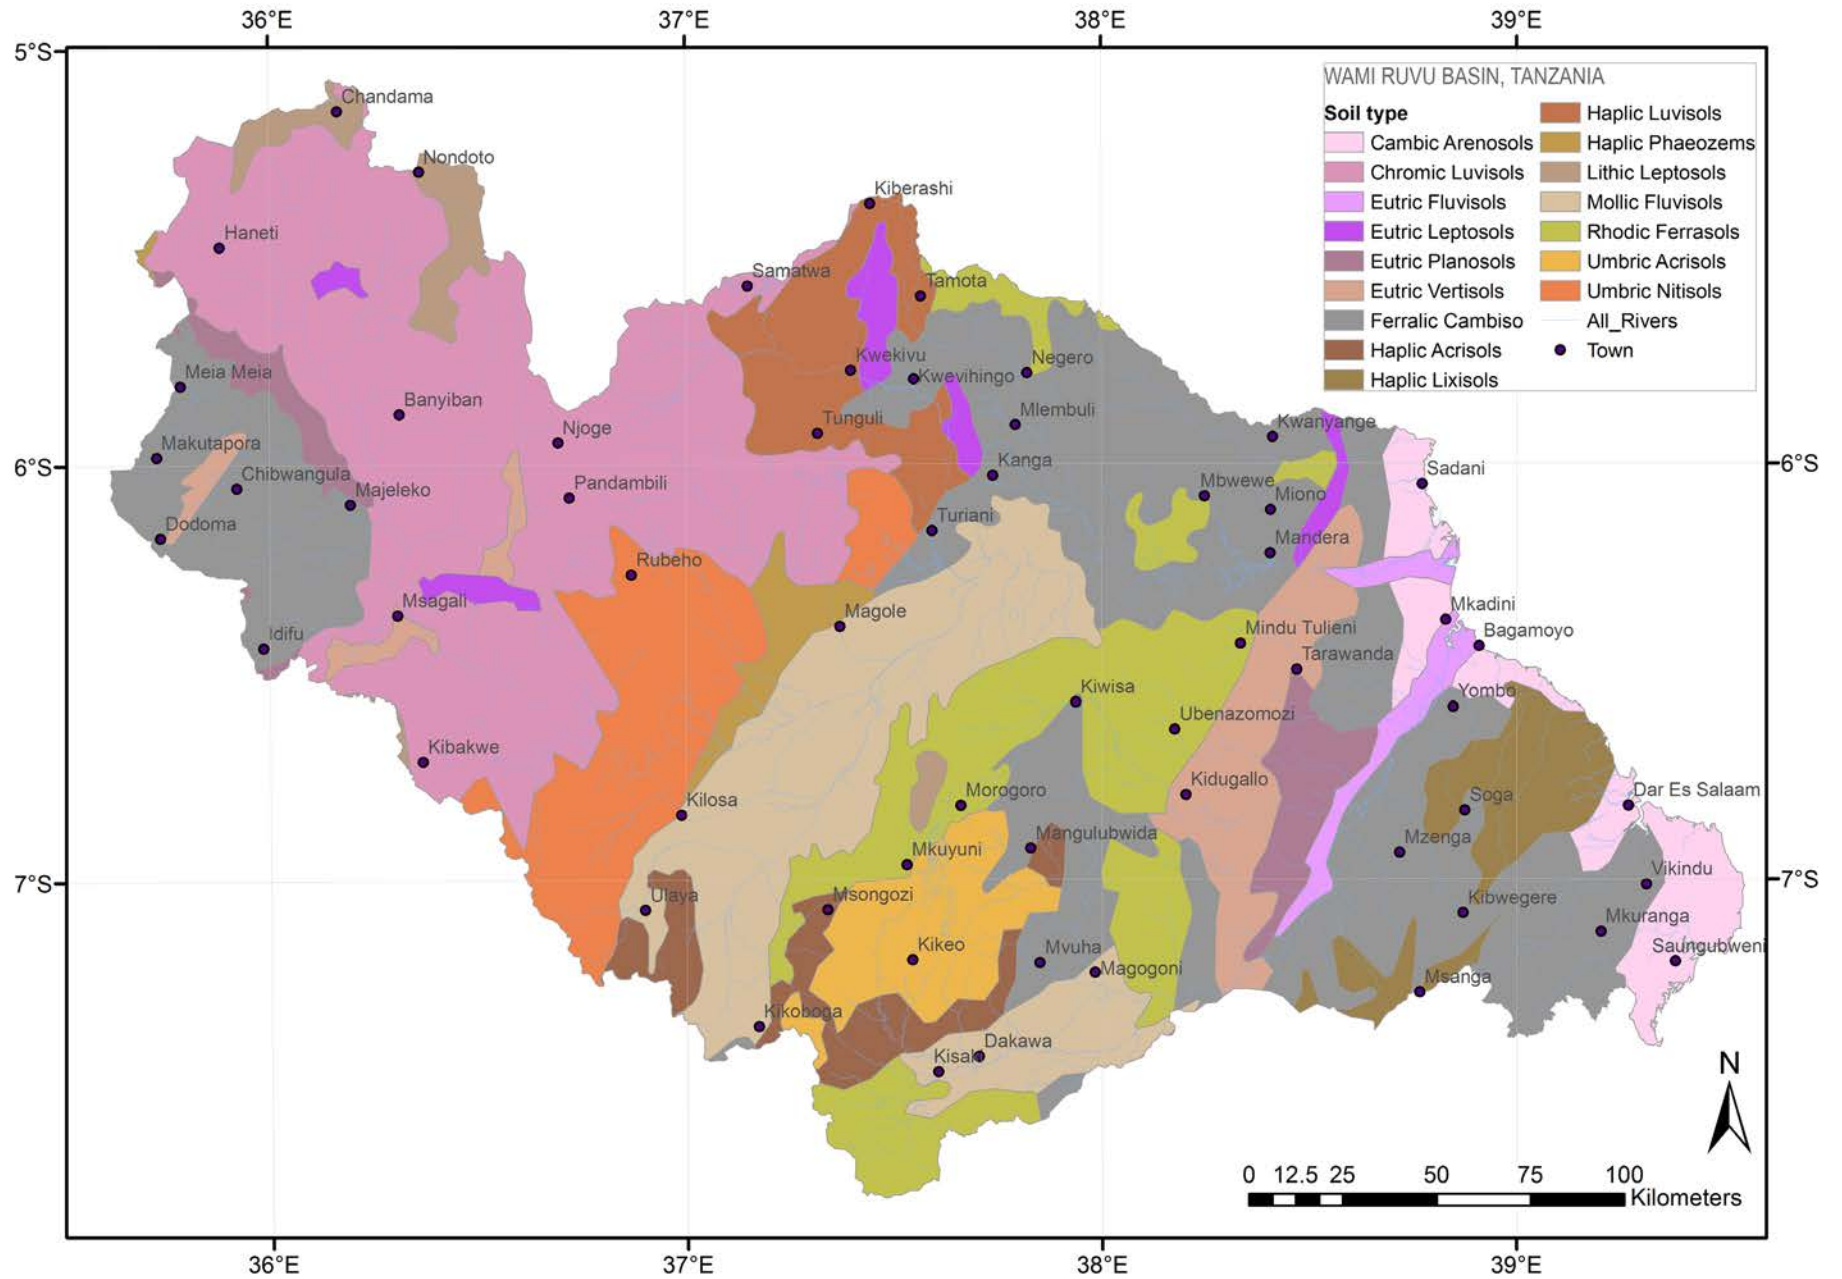 36°E
37°E
38°E
39°E
5°S
WAMI RUVU BASIN, TANZANIA
Soil type
Cambic Arenosols
Chromic Luvisols
Eutric Fluvisols
Eutric Leptosols
Eutric Planosols
Eutric Vertisols
Ferralic Cambiso
Haplic Acrisols
Haplic Lixisols
Haplic Luvisols
Haplic Phaeozems
Lithic Leptosols
Mollic Fluvisols
Rhodic Ferrasols
Umbric Acrisols
Umbric Nitisols
All_Rivers
Town
Chandama
Nondoto
Kiberashi
Haneti
Samatwa
Tamota
Meia Meia
Kwekivu
Kwevihingo
Negero
Banyiban
Njoge
Tunguli
Mlembuli
Kwanyange
Makutapora
Chibwangula
Majeleko
Pandambili
Kanga
Mbwewe
Miono
Sadani
6°S
6°S
Dodoma
Turiani
Mandera
Rubeho
Msagali
Magole
Mkadini
Idifu
Mindu Tulieni
Bagamoyo
Tarawanda
Kiwisa
Yombo
Ubenazomozi
Kibakwe
Kidugallo
Kilosa
Morogoro
Soga
Dar Es Salaam
Mangulubwida
Mzenga
Mkuyuni
Vikindu
7°S
7°S
Ulaya
Msongozi
Kibwegere
Mkuranga
Kikeo
Mvuha
Magogoni
Saungubweni
Msanga
Kikoboga
Dakawa
N
0 12.5 25 50 75 100
Kilometers
36°E
37°E
38°E
39°E